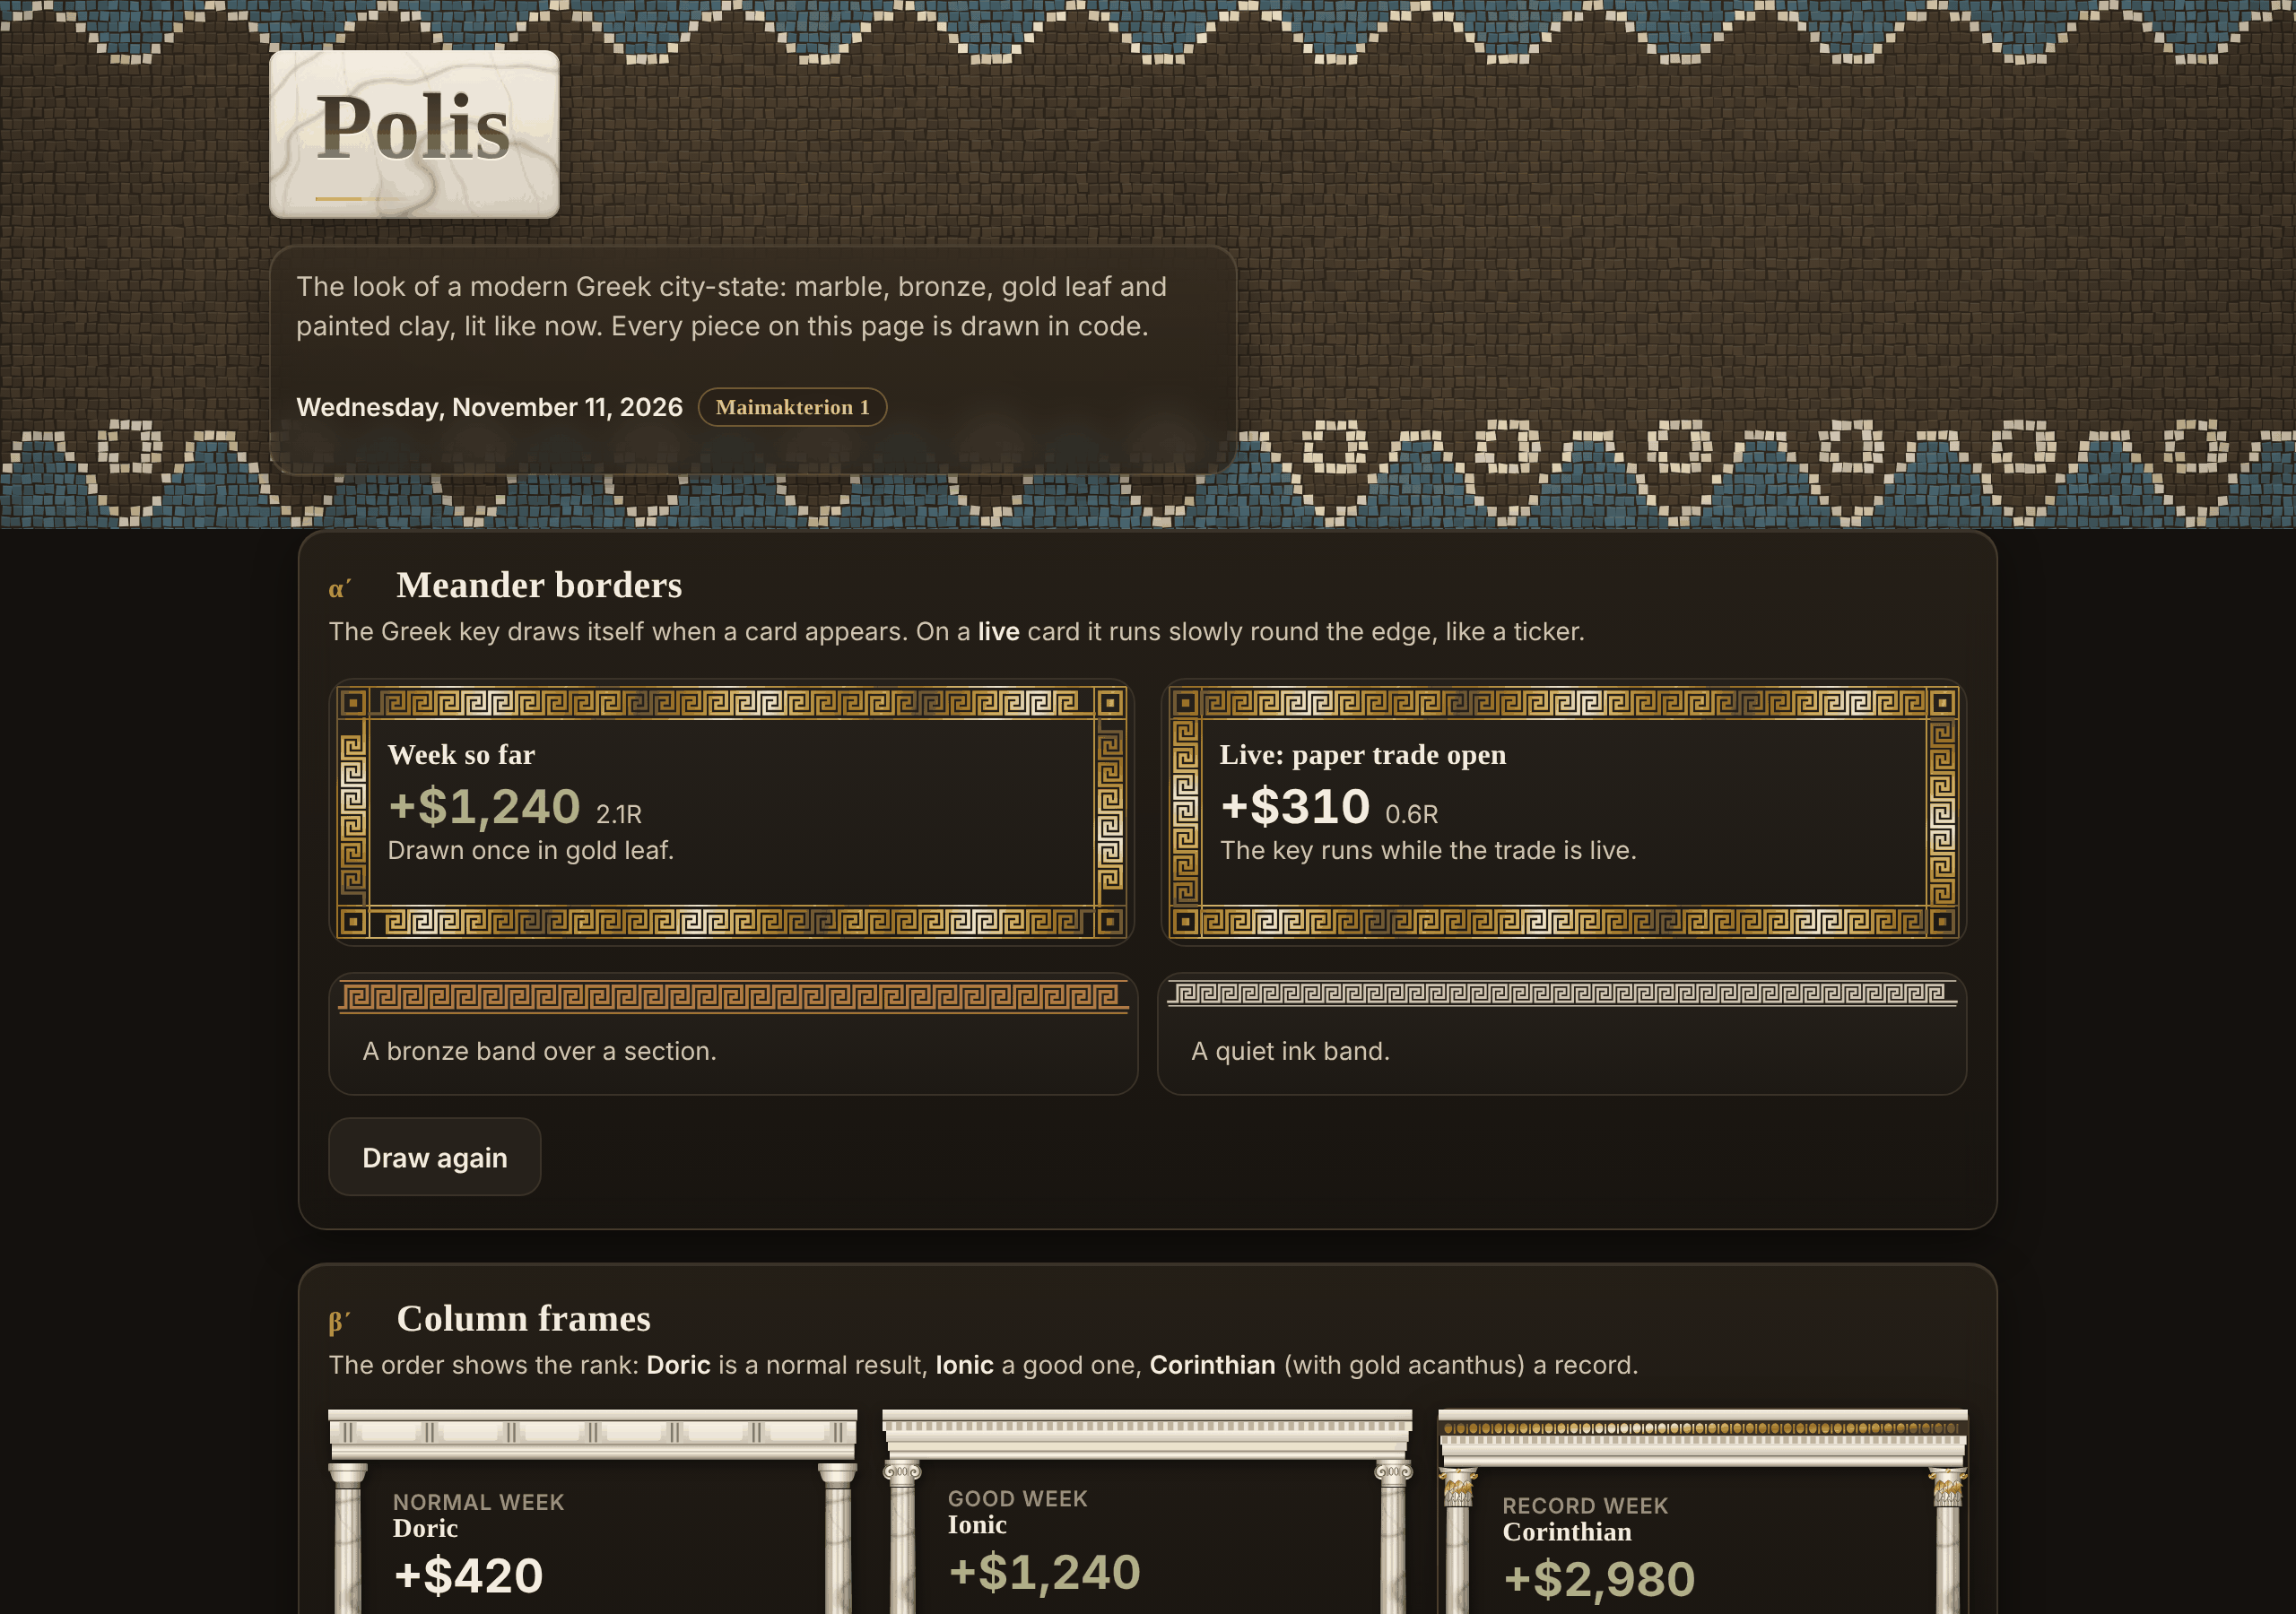 Polis
The look of a modern Greek city-state: marble, bronze, gold leaf and
painted clay, lit like now. Every piece on this page is drawn in code.
Wednesday, November 11, 2026 Maimakterion 1
α΄ Meander borders
The Greek key draws itself when a card appears. On a live card it runs slowly round the edge, like a ticker.
Week so far
+$1,240 2.1R
Drawn once in gold leaf.
Live: paper trade open
+$310 0.6R
The key runs while the trade is live.
A bronze band over a section.
A quiet ink band.
Draw again
β΄ Column frames
The order shows the rank: Doric is a normal result, Ionic a good one, Corinthian (with gold acanthus) a record.
NORMAL WEEK
Doric
+$420
GOOD WEEK
Ionic
+$1,240
RECORD WEEK
Corinthian
+$2,980